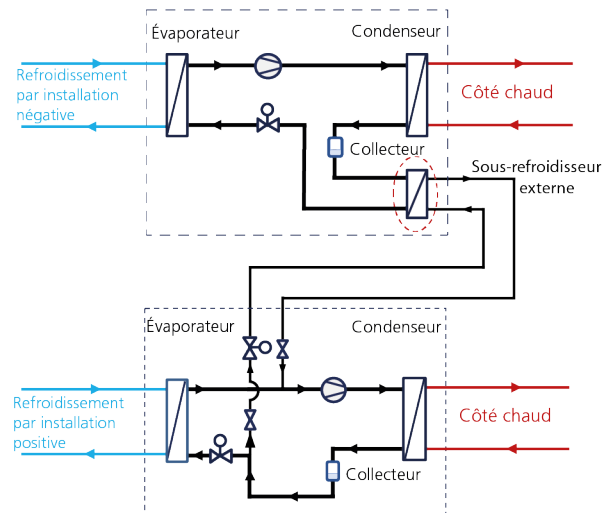 Évaporateur
Condenseur
Refroidissement
par installation
négative
Côté chaud
Collecteur
Sous-refroidisseur
externe
Évaporateur
Condenseur
Refroidissement
par installation
positive
Côté chaud
Collecteur